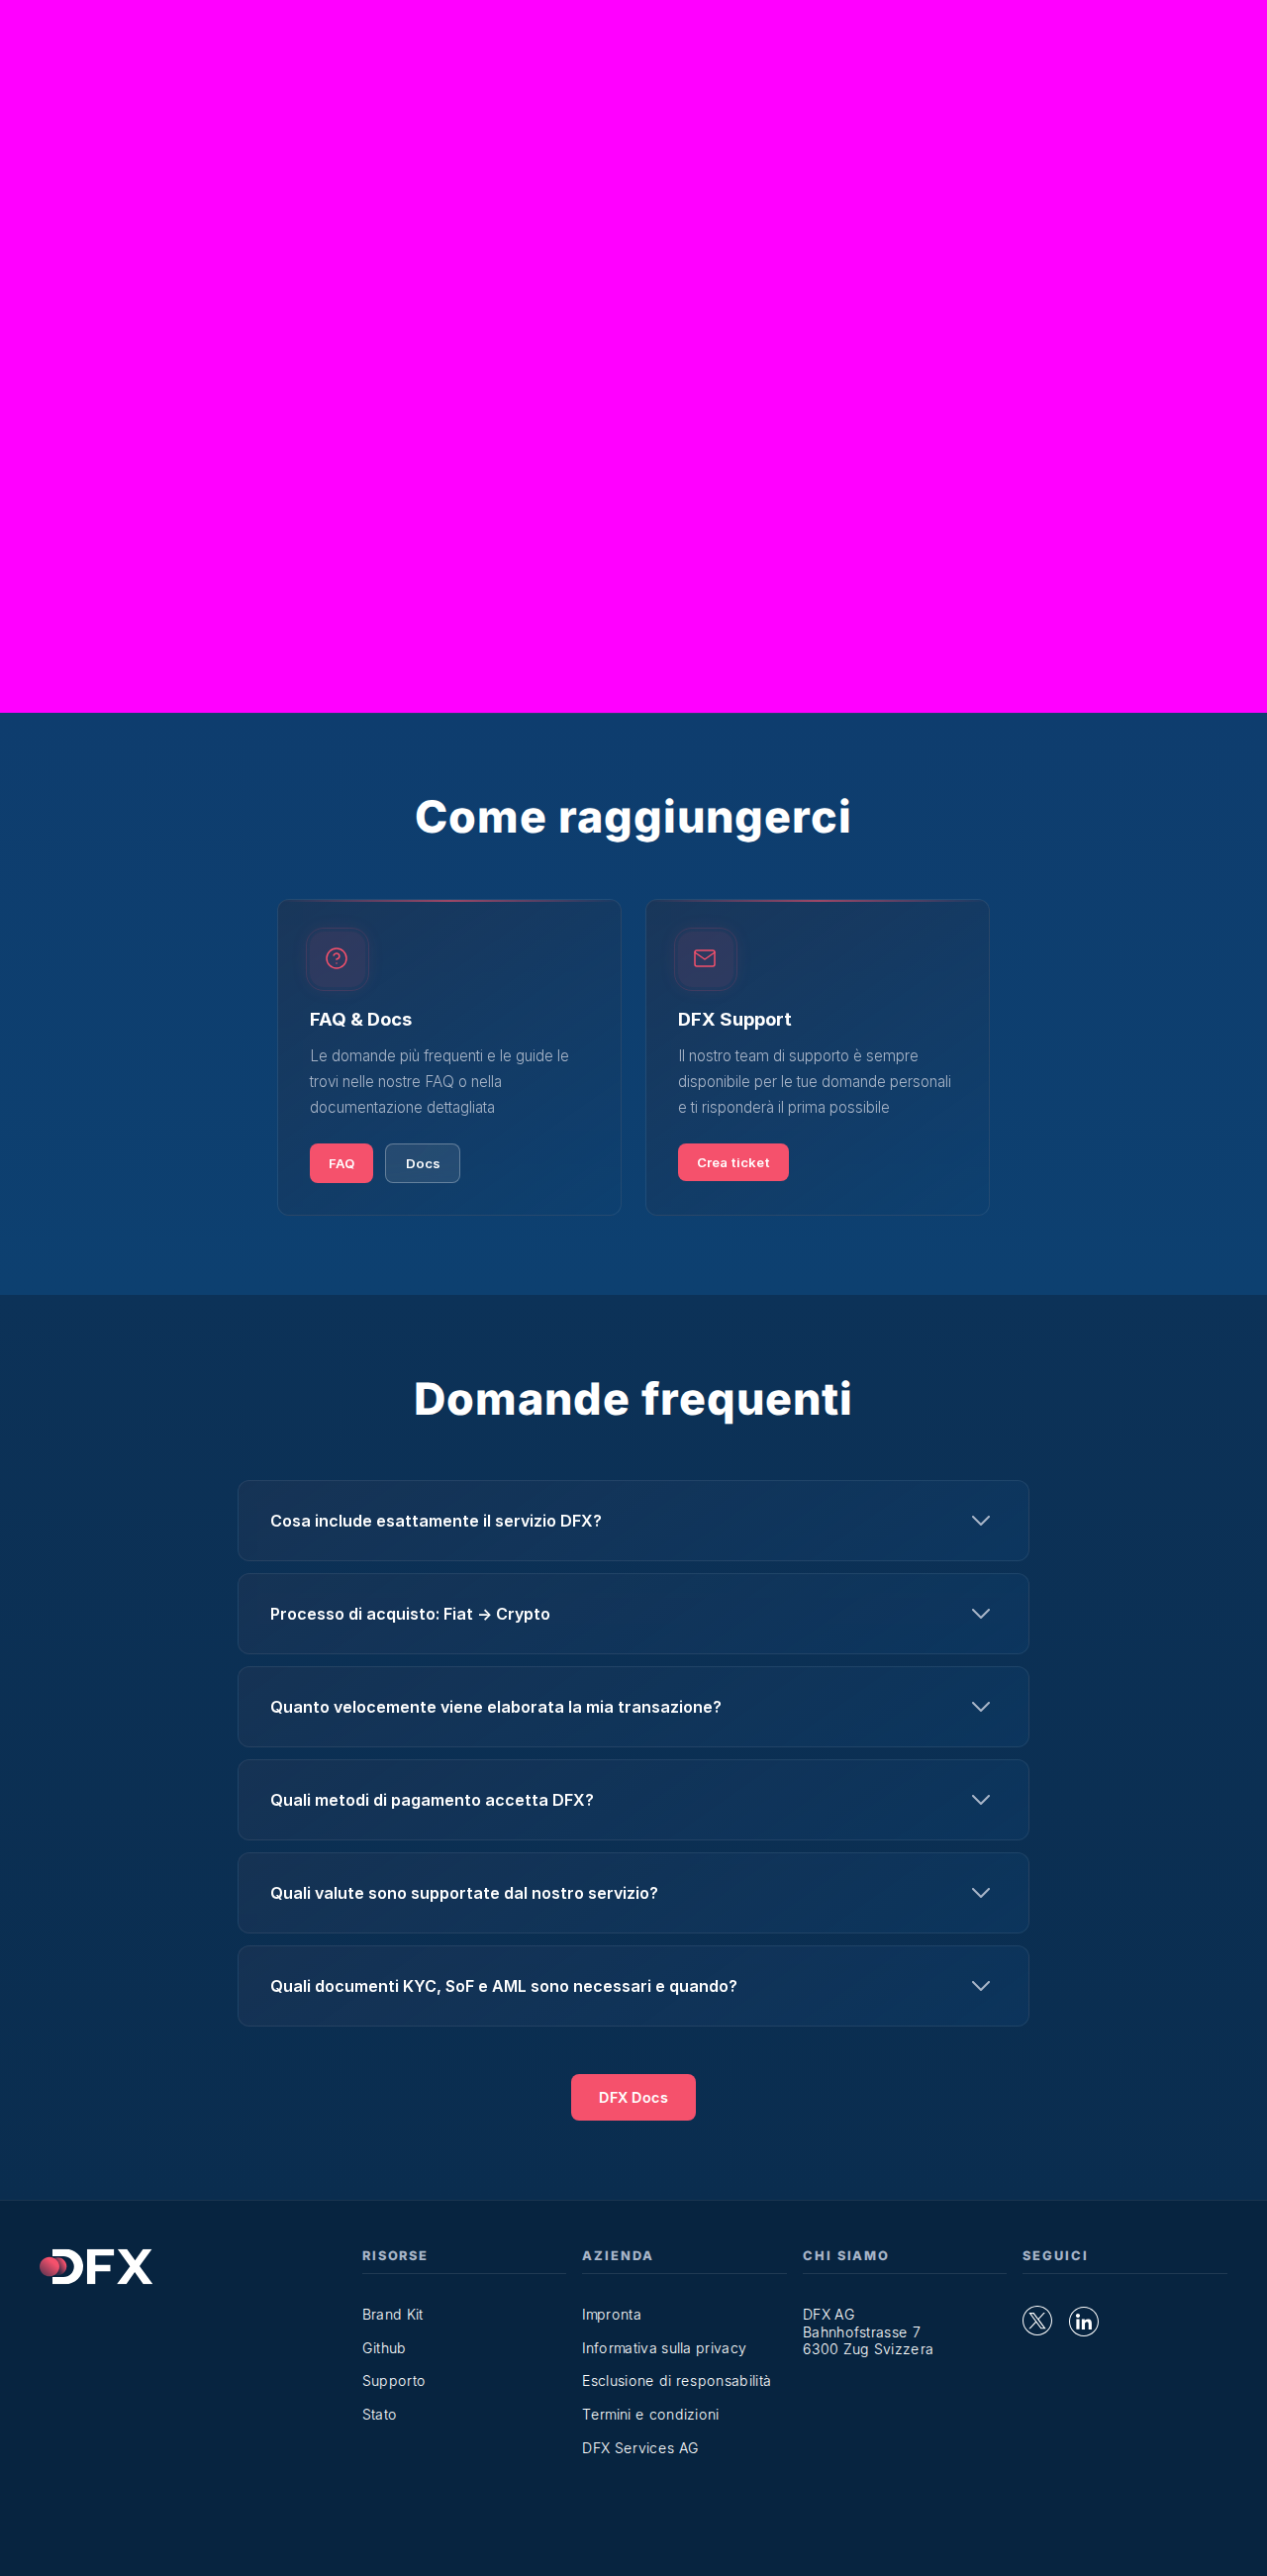 Come raggiungerci
FAQ & Docs
Le domande più frequenti e le guide le
trovi nelle nostre FAQ o nella
documentazione dettagliata
FAQ
Docs
DFX Support
Il nostro team di supporto è sempre
disponibile per le tue domande personali
e ti risponderà il prima possibile
Crea ticket
Domande frequenti
Cosa include esattamente il servizio DFX?
Processo di acquisto: Fiat → Crypto
Quanto velocemente viene elaborata la mia transazione?
Quali metodi di pagamento accetta DFX?
Quali valute sono supportate dal nostro servizio?
Quali documenti KYC, SoF e AML sono necessari e quando?
DFX Docs
DFX
RISORSE
Brand Kit
Github
Supporto
Stato
AZIENDA
Impronta
Informativa sulla privacy
Esclusione di responsabilità
Termini e condizioni
DFX Services AG
CHI SIAMO
DFX AG
Bahnhofstrasse 7
6300 Zug Svizzera
SEGUICI